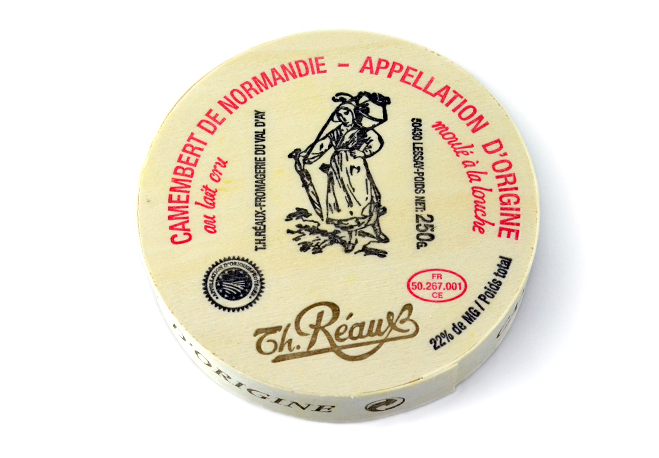 CAMEMBERT DE NORMANDIE - APPELLATION D'ORIGINE
au lait cru
moulé à la louche
T.H.RÉAUX-FROMAGERIE DU VAL D'AY
50430 LESSAY-POIDS NET: 250G.
FR
50.267.001
CE
22% de MG / Poids total
Th. Réaux
D'ORIGINE